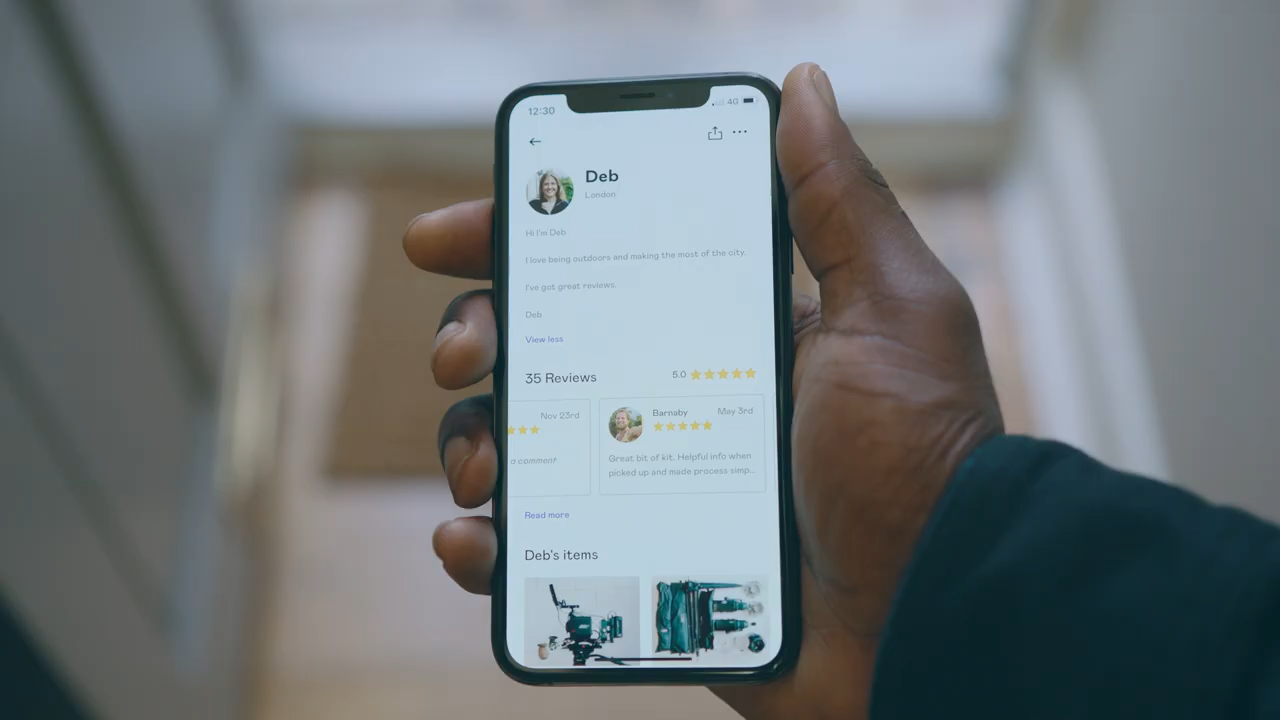 12:30
4G
Deb
London
Hi I'm Deb
I love being outdoors and making the most of the city.
I've got great reviews.
Deb
View less
35 Reviews
5.0
Nov 23rd
a comment
Barnaby
May 3rd
Great bit of kit. Helpful info when
picked up and made process simp...
Read more
Deb's items